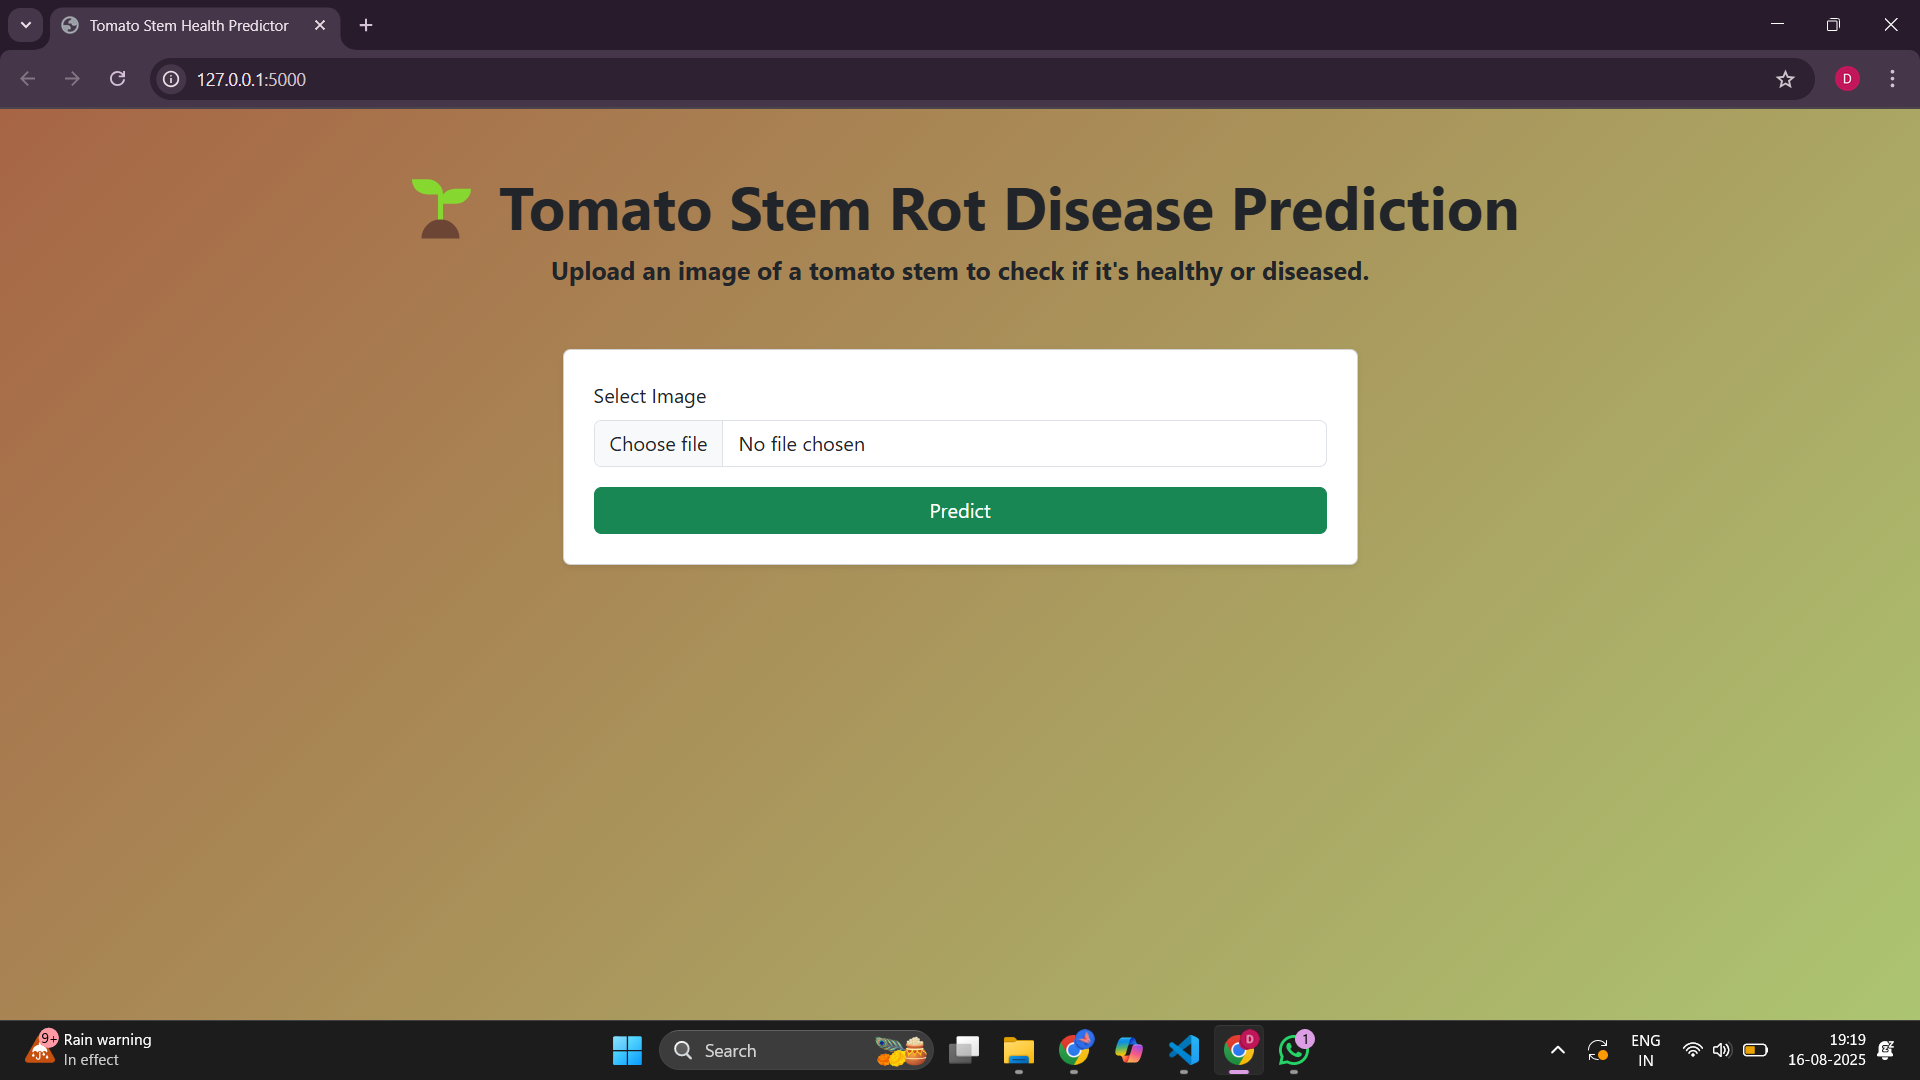 Tomato Stem Health Predictor
127.0.0.1:5000
D
Tomato Stem Rot Disease Prediction
Upload an image of a tomato stem to check if it's healthy or diseased.
Select Image
Choose file
No file chosen
Predict
9+
Rain warning
In effect
Search
D
1
ENG
IN
19:19
16-08-2025